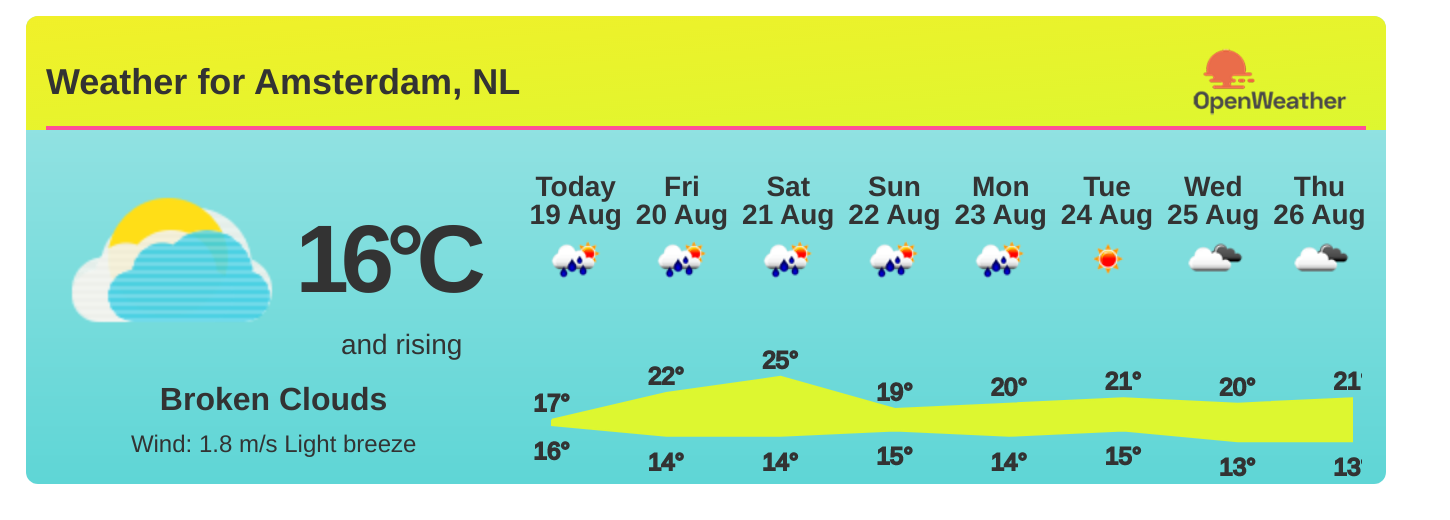 Weather for Amsterdam, NL
OpenWeather
16°C
and rising
Broken Clouds
Wind: 1.8 m/s Light breeze
Today Fri Sat Sun Mon Tue Wed Thu
19 Aug 20 Aug 21 Aug 22 Aug 23 Aug 24 Aug 25 Aug 26 Aug
17° 22° 25° 19° 20° 21° 20° 21°
16° 14° 14° 15° 14° 15° 13° 13°